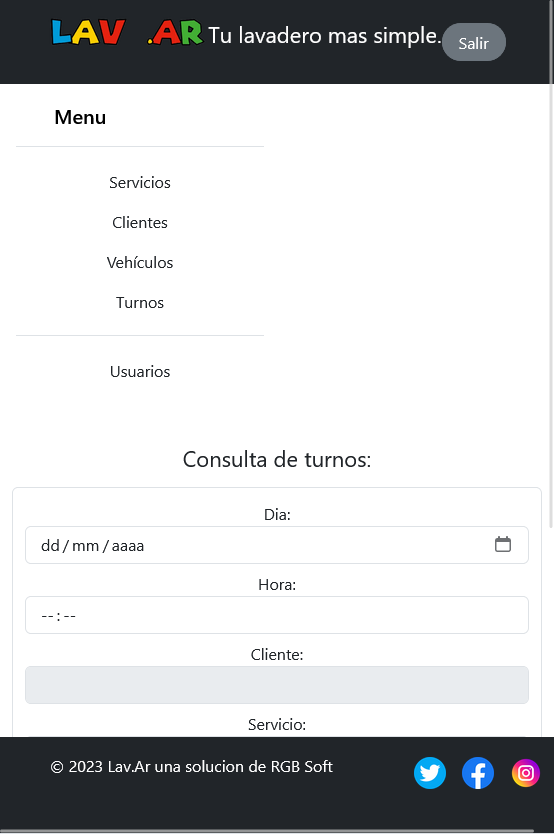 LAV .AR Tu lavadero mas simple. Salir
Menu
Servicios
Clientes
Vehículos
Turnos
Usuarios
Consulta de turnos:
Dia:
dd/mm/aaaa
Hora:
--:--
Cliente:
Servicio:
© 2023 Lav.Ar una solucion de RGB Soft